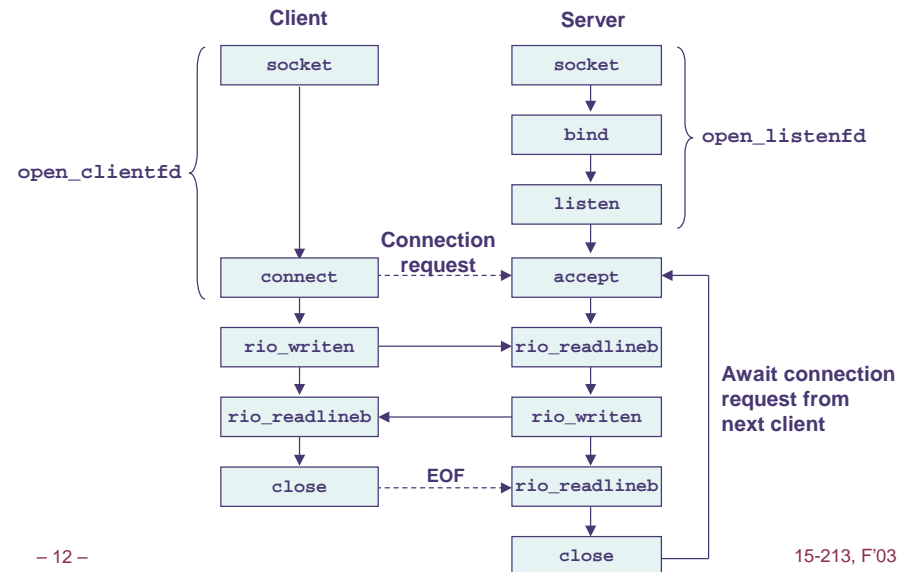 Client
Server
socket
socket
bind
open_listenfd
open_clientfd
listen
Connection
request
connect
accept
rio_writen
rio_readlineb
Await connection
request from
next client
rio_readlineb
rio_writen
close
EOF
rio_readlineb
close
– 12 –
15-213, F'03